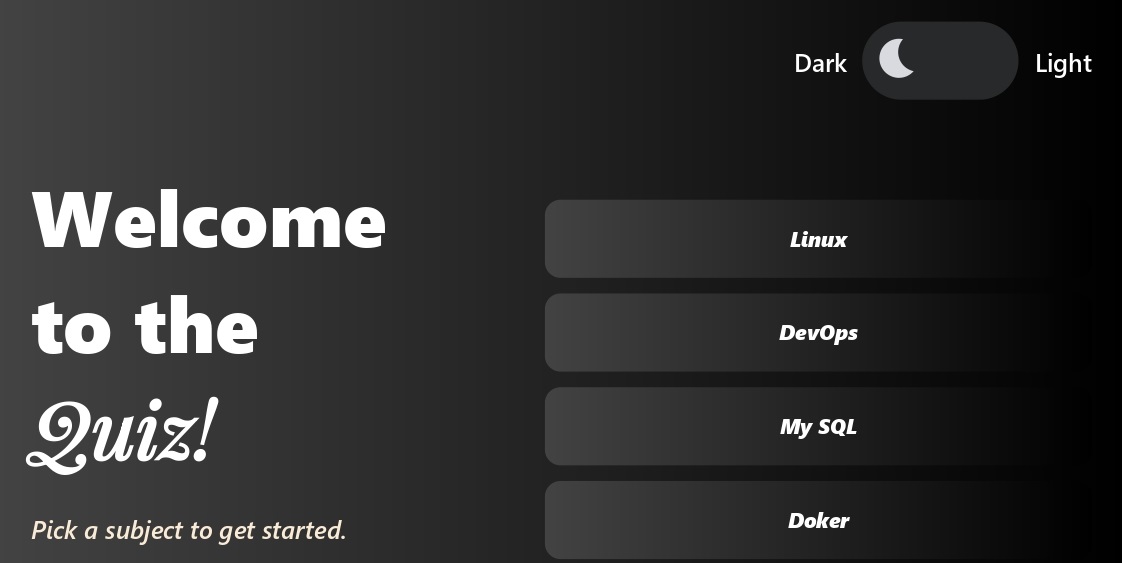 Dark
Light
Welcome
to the
Quiz!
Pick a subject to get started.
Linux
DevOps
My SQL
Doker